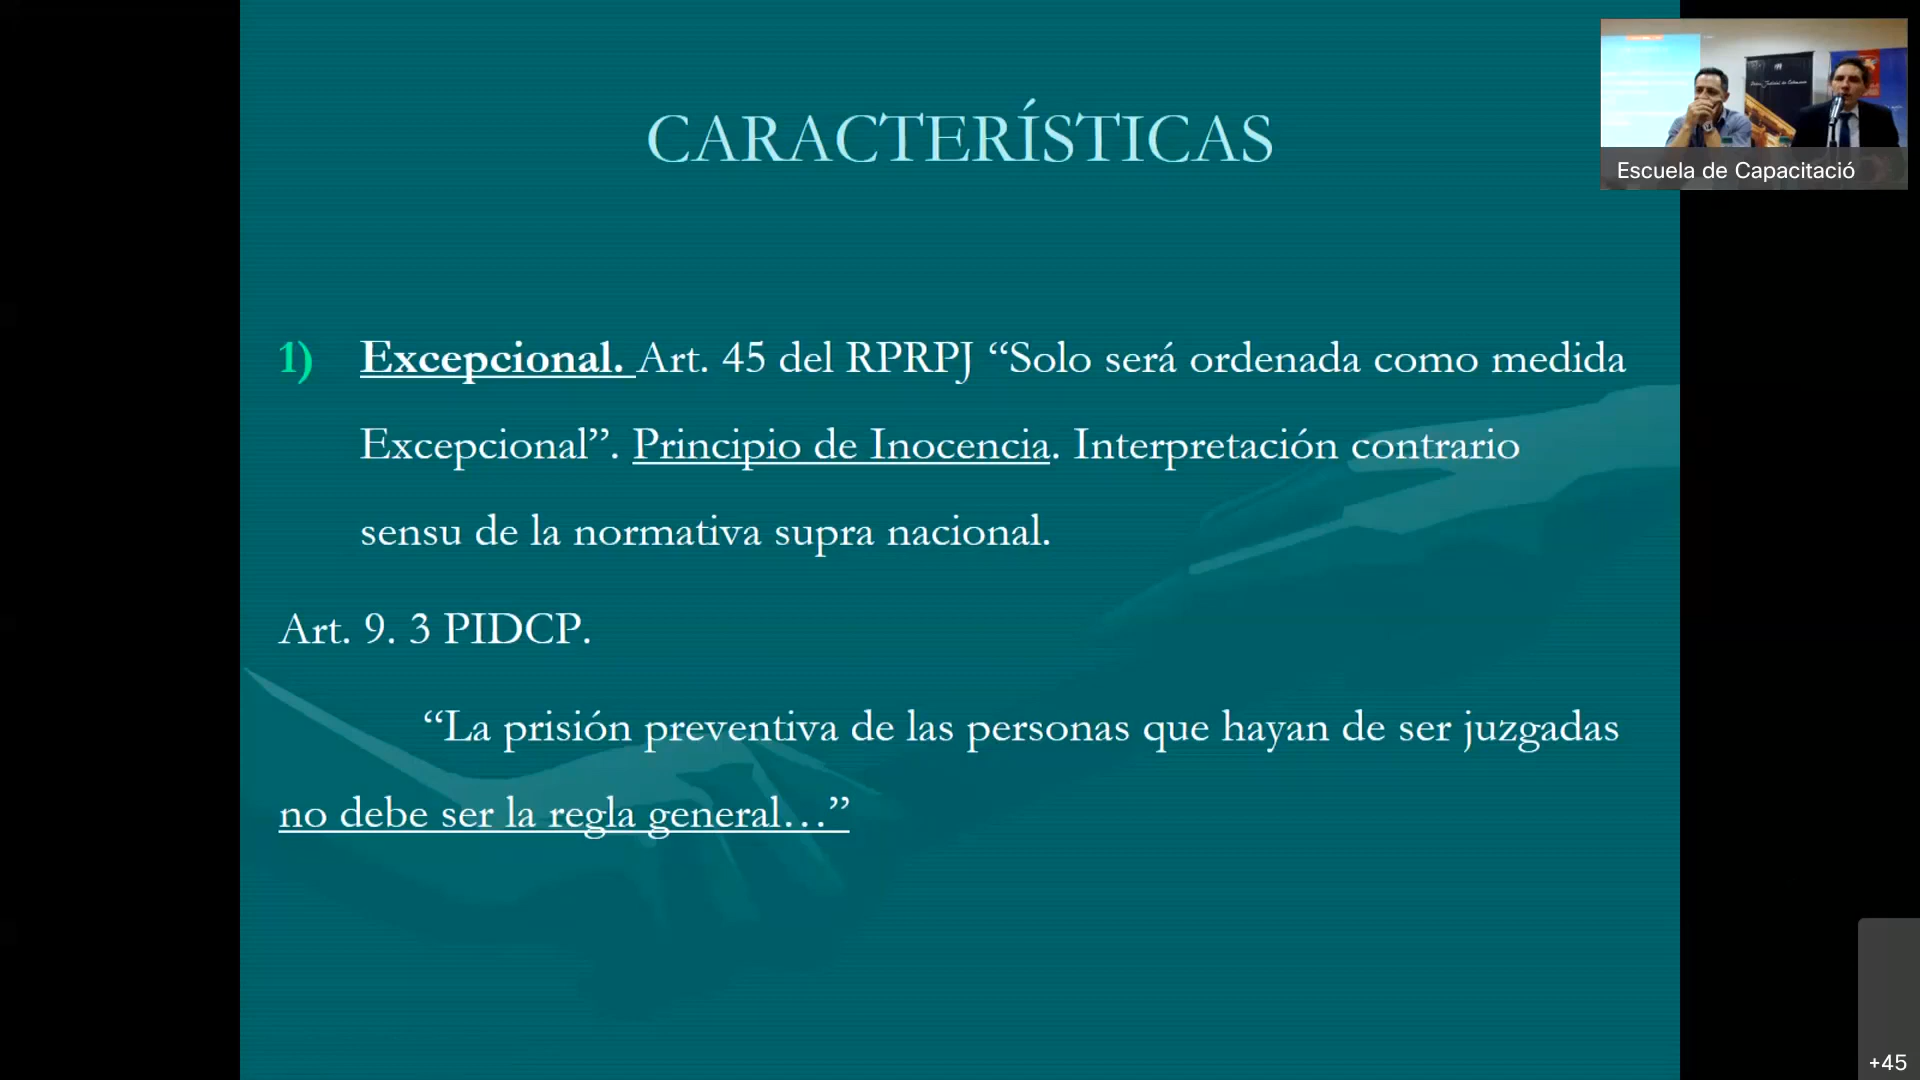 CARACTERÍSTICAS
Escuela de Capacitació
1) Excepcional. Art. 45 del RPRPJ “Solo será ordenada como medida
Excepcional”. Principio de Inocencia. Interpretación contrario
sensu de la normativa supra nacional.
Art. 9. 3 PIDCP.
“La prisión preventiva de las personas que hayan de ser juzgadas
no debe ser la regla general…”
+45